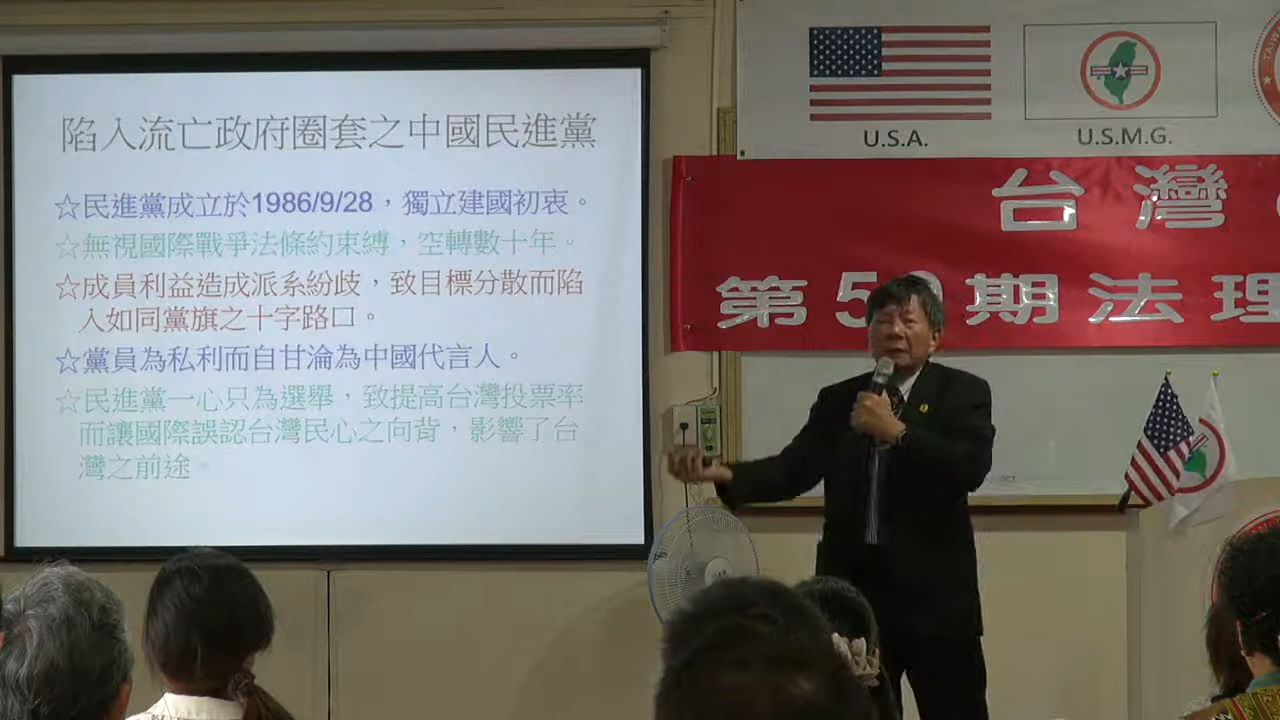 陷入流亡政府圈套之中國民進黨
☆民進黨成立於1986/9/28，獨立建國初衷。
☆無視國際戰爭法條約束縛，空轉數十年。
☆成員利益造成派系紛歧，致目標分散而陷
入如同黨旗之十字路口。
☆黨員為私利而自甘淪為中國代言人。
☆民進黨一心只為選舉，致提高台灣投票率
而讓國際誤認台灣民心之向背，影響了台
灣之前途
U.S.A.
U.S.M.G.
台灣
第5 期法理